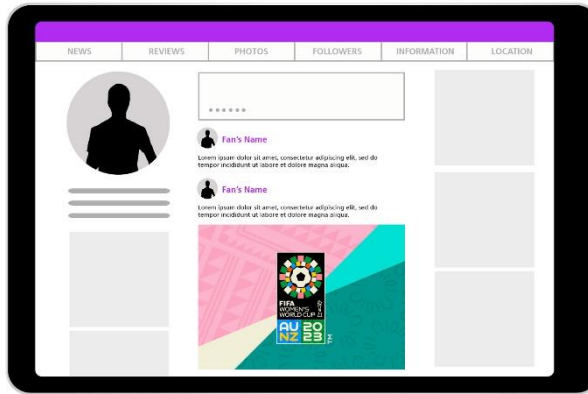 NEWS REVIEWS PHOTOS FOLLOWERS INFORMATION LOCATION
Fan's Name
Lorem ipsum dolor sit amet, consectetur adipiscing elit, sed do
tempor incididunt ut labore et dolore magna aliqua.
Fan's Name
Lorem ipsum dolor sit amet, consectetur adipiscing elit, sed do
tempor incididunt ut labore et dolore magna aliqua.
FIFA
WOMEN'S
WORLD CUP
AU 20
NZ 23
TM